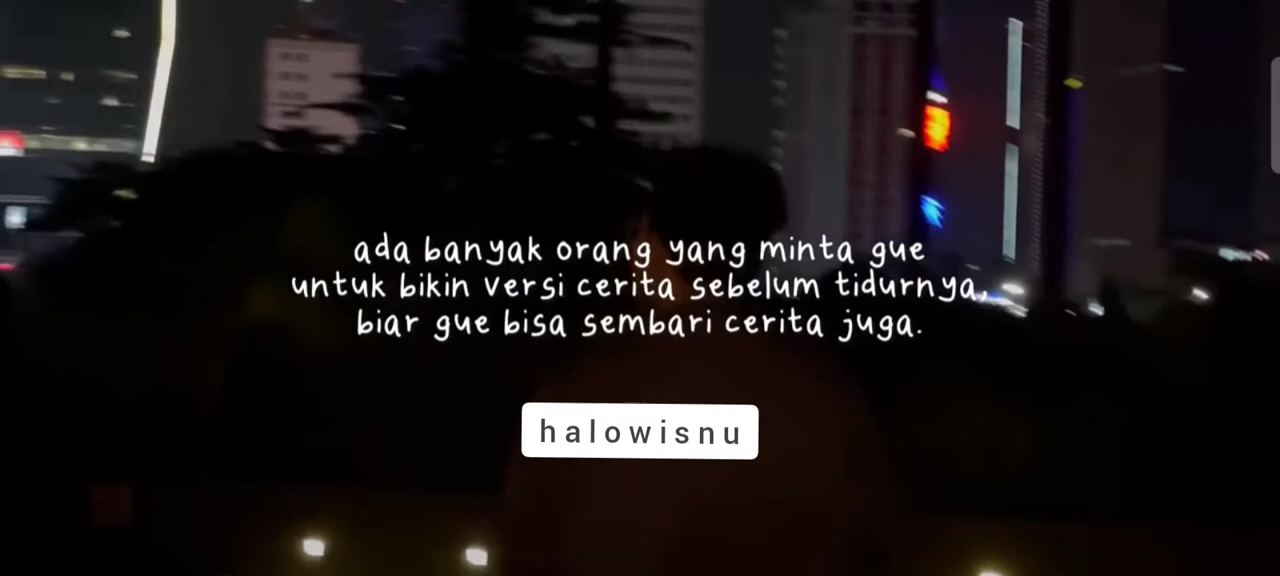 ada banyak orang yang minta gue
untuk bikin versi cerita sebelum tidurnya,
biar gue bisa sembari cerita juga.
halowisnu